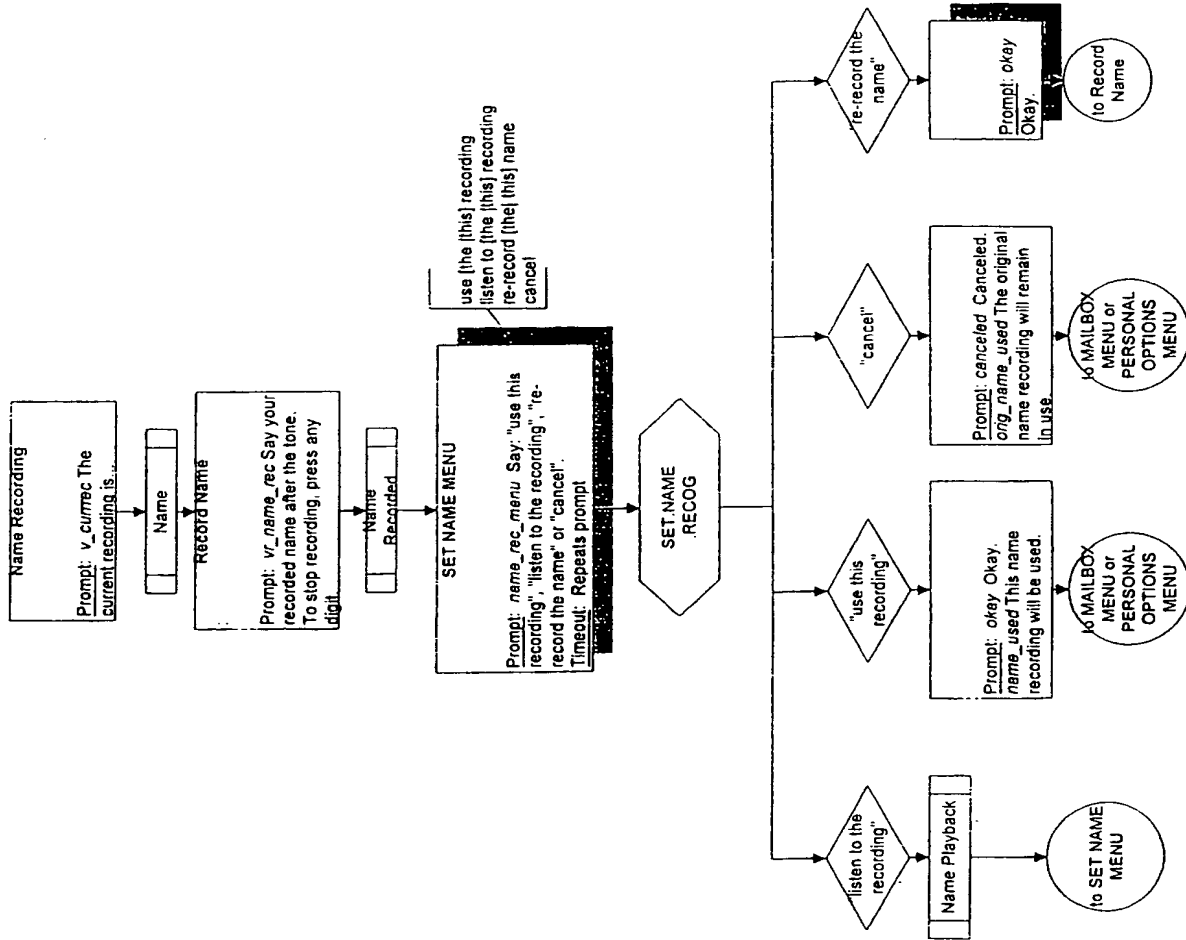 Name Recording
Prompt: v_currec The
current recording is...
Name
Record Name
Prompt: vr_name_rec Say your
recorded name after the tone.
To stop recording, press any
digit.
Name
Recorded
SET NAME MENU
Prompt: name_rec_menu Say: "use this
recording", "listen to the recording", "re-
record the name" or "cancel".
Timeout: Repeats prompt
use [the |this] recording
listen to [the |this] recording
re-record [the| this] name
cancel
SET.NAME
.RECOG
"listen to the
recording"
Name Playback
to SET NAME
MENU
"use this
recording"
Prompt: okay Okay.
name_used This name
recording will be used.
to MAILBOX
MENU or
PERSONAL
OPTIONS
MENU
"cancel"
Prompt: canceled Canceled.
orig_name_used The original
name recording will remain
in use.
to MAILBOX
MENU or
PERSONAL
OPTIONS
MENU
"re-record the
name"
Prompt: okay
Okay.
to Record
Name